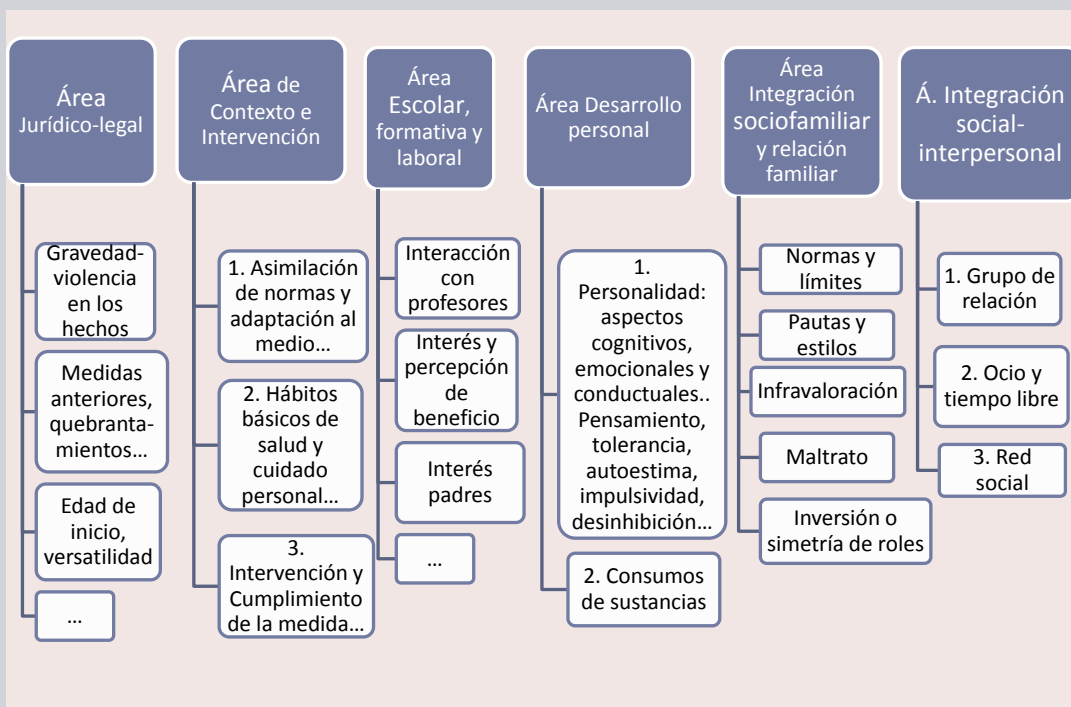 Área
Jurídico-legal
Gravedad-
violencia
en los
hechos
Medidas
anteriores,
quebranta-
mientos...
Edad de
inicio,
versatilidad
...
Área de
Contexto e
Intervención
1. Asimilación
de normas y
adaptación al
medio...
2. Hábitos
básicos de
salud y
cuidado
personal...
3.
Intervención y
Cumplimiento
de la medida...
Área
Escolar,
formativa y
laboral
Interacción
con
profesores
Interés y
percepción
de
beneficio
Interés
padres
...
Área Desarrollo
personal
1.
Personalidad:
aspectos
cognitivos,
emocionales y
conductuales..
Pensamiento,
tolerancia,
autoestima,
impulsividad,
desinhibición...
2. Consumos
de sustancias
Área
Integración
sociofamiliar
y relación
familiar
Normas y
límites
Pautas y
estilos
Infravaloración
Maltrato
Inversión o
simetría de roles
Á. Integración
social-
interpersonal
1. Grupo de
relación
2. Ocio y
tiempo libre
3. Red
social